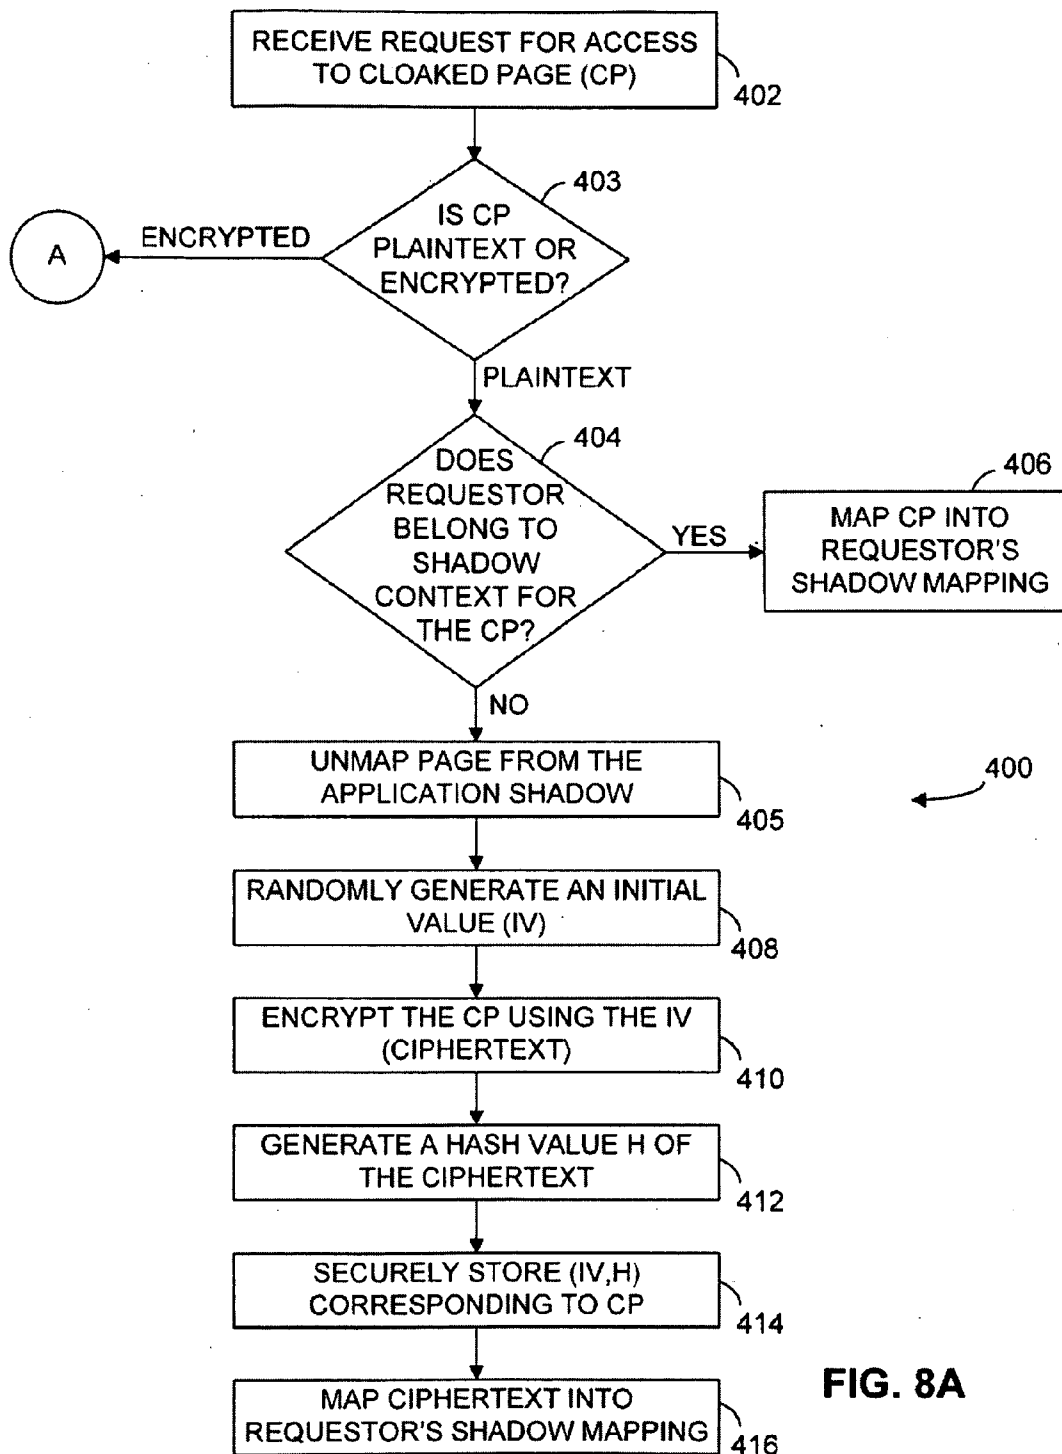 RECEIVE REQUEST FOR ACCESS
TO CLOAKED PAGE (CP)
402
403
IS CP
PLAINTEXT OR
ENCRYPTED?
ENCRYPTED
A
PLAINTEXT
404
DOES
REQUESTOR
BELONG TO
SHADOW
CONTEXT FOR
THE CP?
YES
406
MAP CP INTO
REQUESTOR'S
SHADOW MAPPING
NO
UNMAP PAGE FROM THE
APPLICATION SHADOW
405
400
RANDOMLY GENERATE AN INITIAL
VALUE (IV)
408
ENCRYPT THE CP USING THE IV
(CIPHERTEXT)
410
GENERATE A HASH VALUE H OF
THE CIPHERTEXT
412
SECURELY STORE (IV,H)
CORRESPONDING TO CP
414
MAP CIPHERTEXT INTO
REQUESTOR'S SHADOW MAPPING
416
FIG. 8A